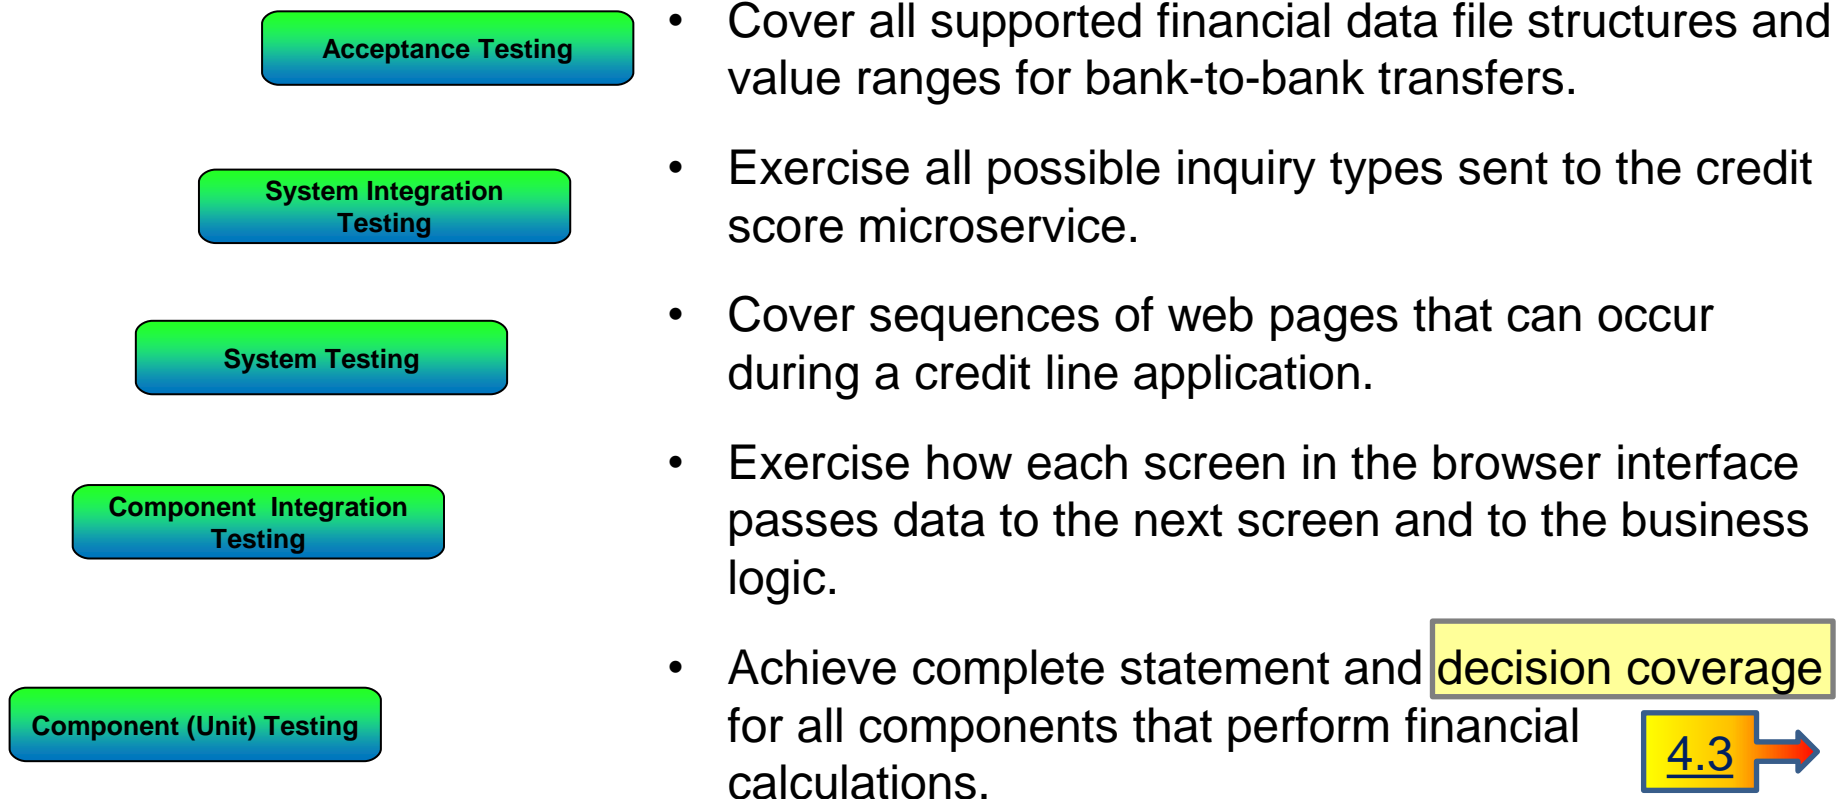 Acceptance Testing
• Cover all supported financial data file structures and
value ranges for bank-to-bank transfers.
System Integration
Testing
• Exercise all possible inquiry types sent to the credit
score microservice.
System Testing
• Cover sequences of web pages that can occur
during a credit line application.
Component Integration
Testing
• Exercise how each screen in the browser interface
passes data to the next screen and to the business
logic.
Component (Unit) Testing
• Achieve complete statement and decision coverage
for all components that perform financial
calculations.
4.3